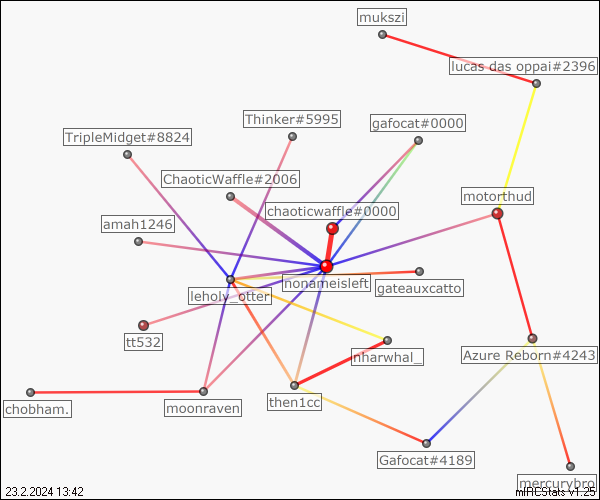 mukszi
lucas das oppai#2396
Thinker#5995
gafocat#0000
TripleMidget#8824
ChaoticWaffle#2006
motorthud
chaoticwaffle#0000
amah1246
nonameisleft
gateauxcatto
leholy_otter
tt532
nharwhal_
Azure Reborn#4243
chobham.
moonraven
then1cc
Gafocat#4189
mercurybro
23.2.2024 13:42
mIRCStats v1.25